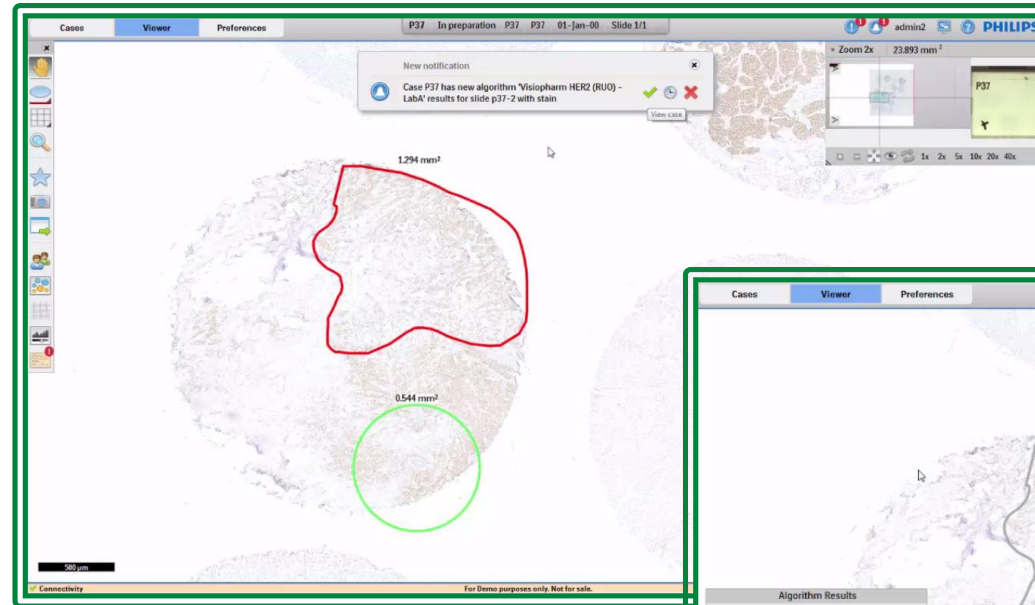 Cases Viewer Preferences P37 In preparation P37 P37 01-Jan-00 Slide 1/1 admin2 PHILIPS
New notification
Case P37 has new algorithm 'Visiopharm HER2 (RUO) -
LabA' results for slide p37-2 with stain
View case
Zoom 2x 23.893 mm²
P37
1x 2x 5x 10x 20x 40x
1.294 mm²
0.544 mm²
500 µm
Connectivity For Demo purposes only. Not for sale.
Cases Viewer Preferences
Algorithm Results